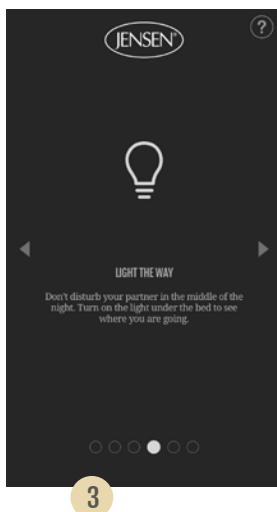 JENSEN®
?
LIGHT THE WAY
Don't disturb your partner in the middle of the
night. Turn on the light under the bed to see
where you are going.
3